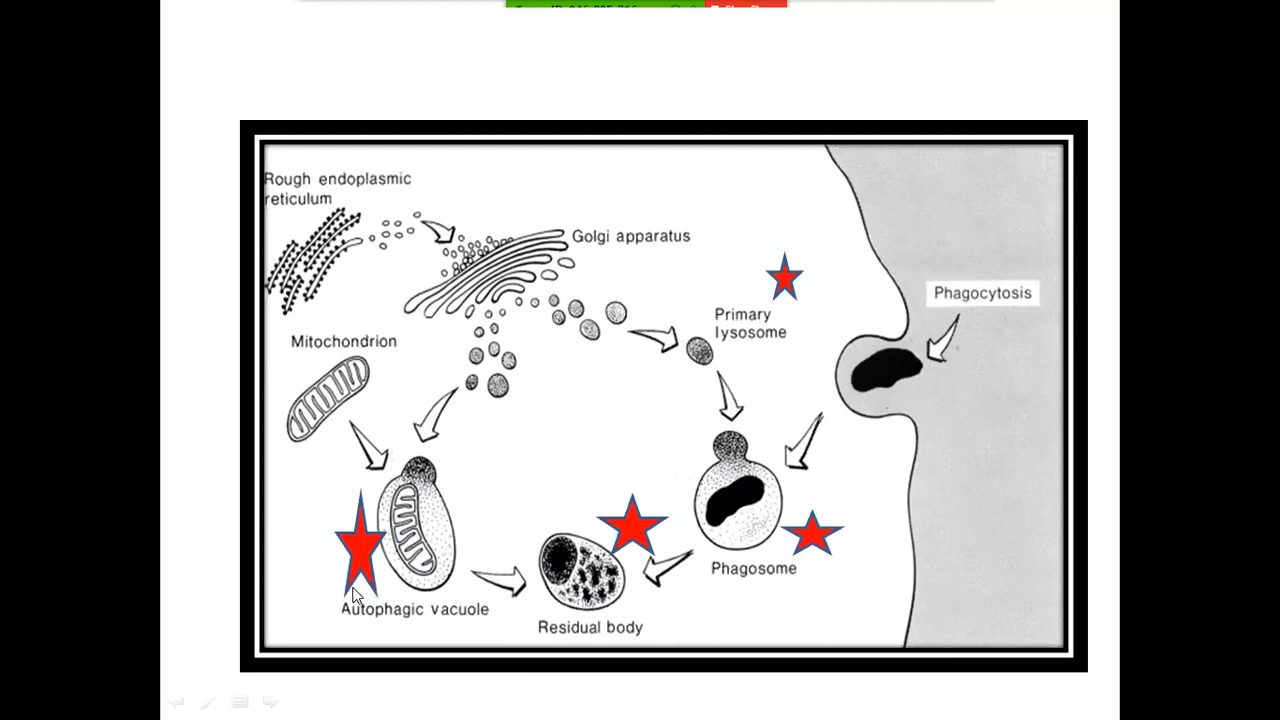 Rough endoplasmic
reticulum
Golgi apparatus
Phagocytosis
Primary
lysosome
Mitochondrion
Phagosome
Autophagic vacuole
Residual body